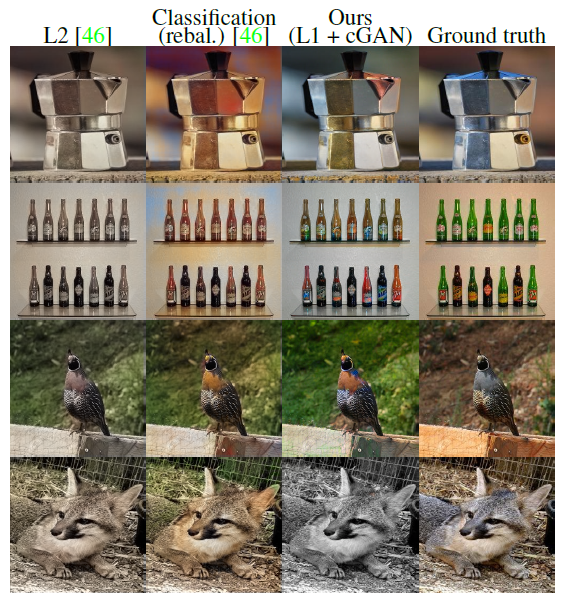 Classification Ours
L2 [46] (rebal.) [46] (L1 + cGAN) Ground truth